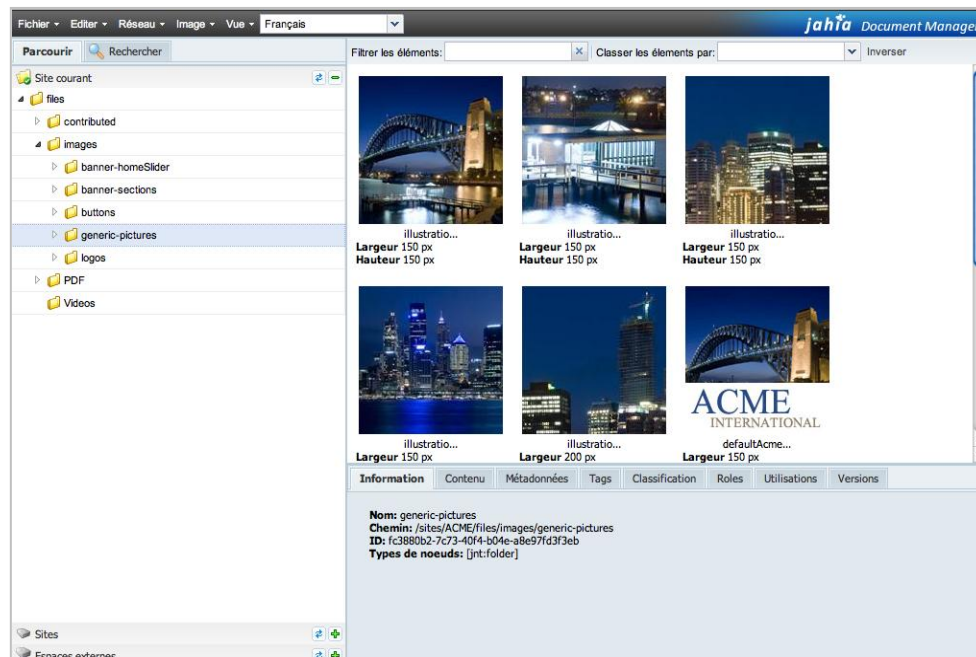 Fichier Editer Réseau Image Vue Français
jahia Document Manage
Parcourir Rechercher
Filtrer les éléments: Classer les élements par: Inverser
Site courant
files
contributed
images
banner-homeSlider
banner-sections
buttons
generic-pictures
logos
PDF
Videos
illustratio...
Largeur 150 px
Hauteur 150 px
illustratio...
Largeur 150 px
Hauteur 150 px
illustratio...
Largeur 150 px
Hauteur 150 px
illustratio...
Largeur 150 px
illustratio...
Largeur 200 px
ACME
INTERNATIONAL
defaultAcme...
Largeur 150 px
Information Contenu Métadonnées Tags Classification Roles Utilisations Versions
Nom: generic-pictures
Chemin: /sites/ACME/files/images/generic-pictures
ID: fc3880b2-7c73-40f4-b04e-a8e97fd3f3eb
Types de noeuds: [jnt:folder]
Sites
Espaces externes